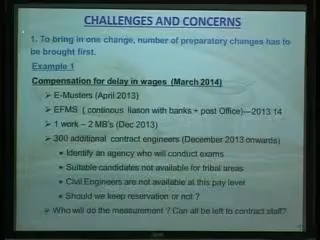 CHALLENGES AND CONCERNS
1. To bring in one change, number of preparatory changes has to
be brought first.
Example 1
Compensation for delay in wages (March 2014)
➢ E-Musters (April 2013)
➢ EFMS ( continous liason with banks + post Office)—2013 14
➢ 1 work – 2 MB's (Dec 2013)
➢ 300 additional contract engineers (December 2013 onwards)
• Identify an agency who will conduct exams
• Suitable candidates not available for tribal areas
• Civil Engineers are not available at this pay level
• Should we keep reservation or not ?
➢ Who will do the measurement ? Can all be left to contract staff?